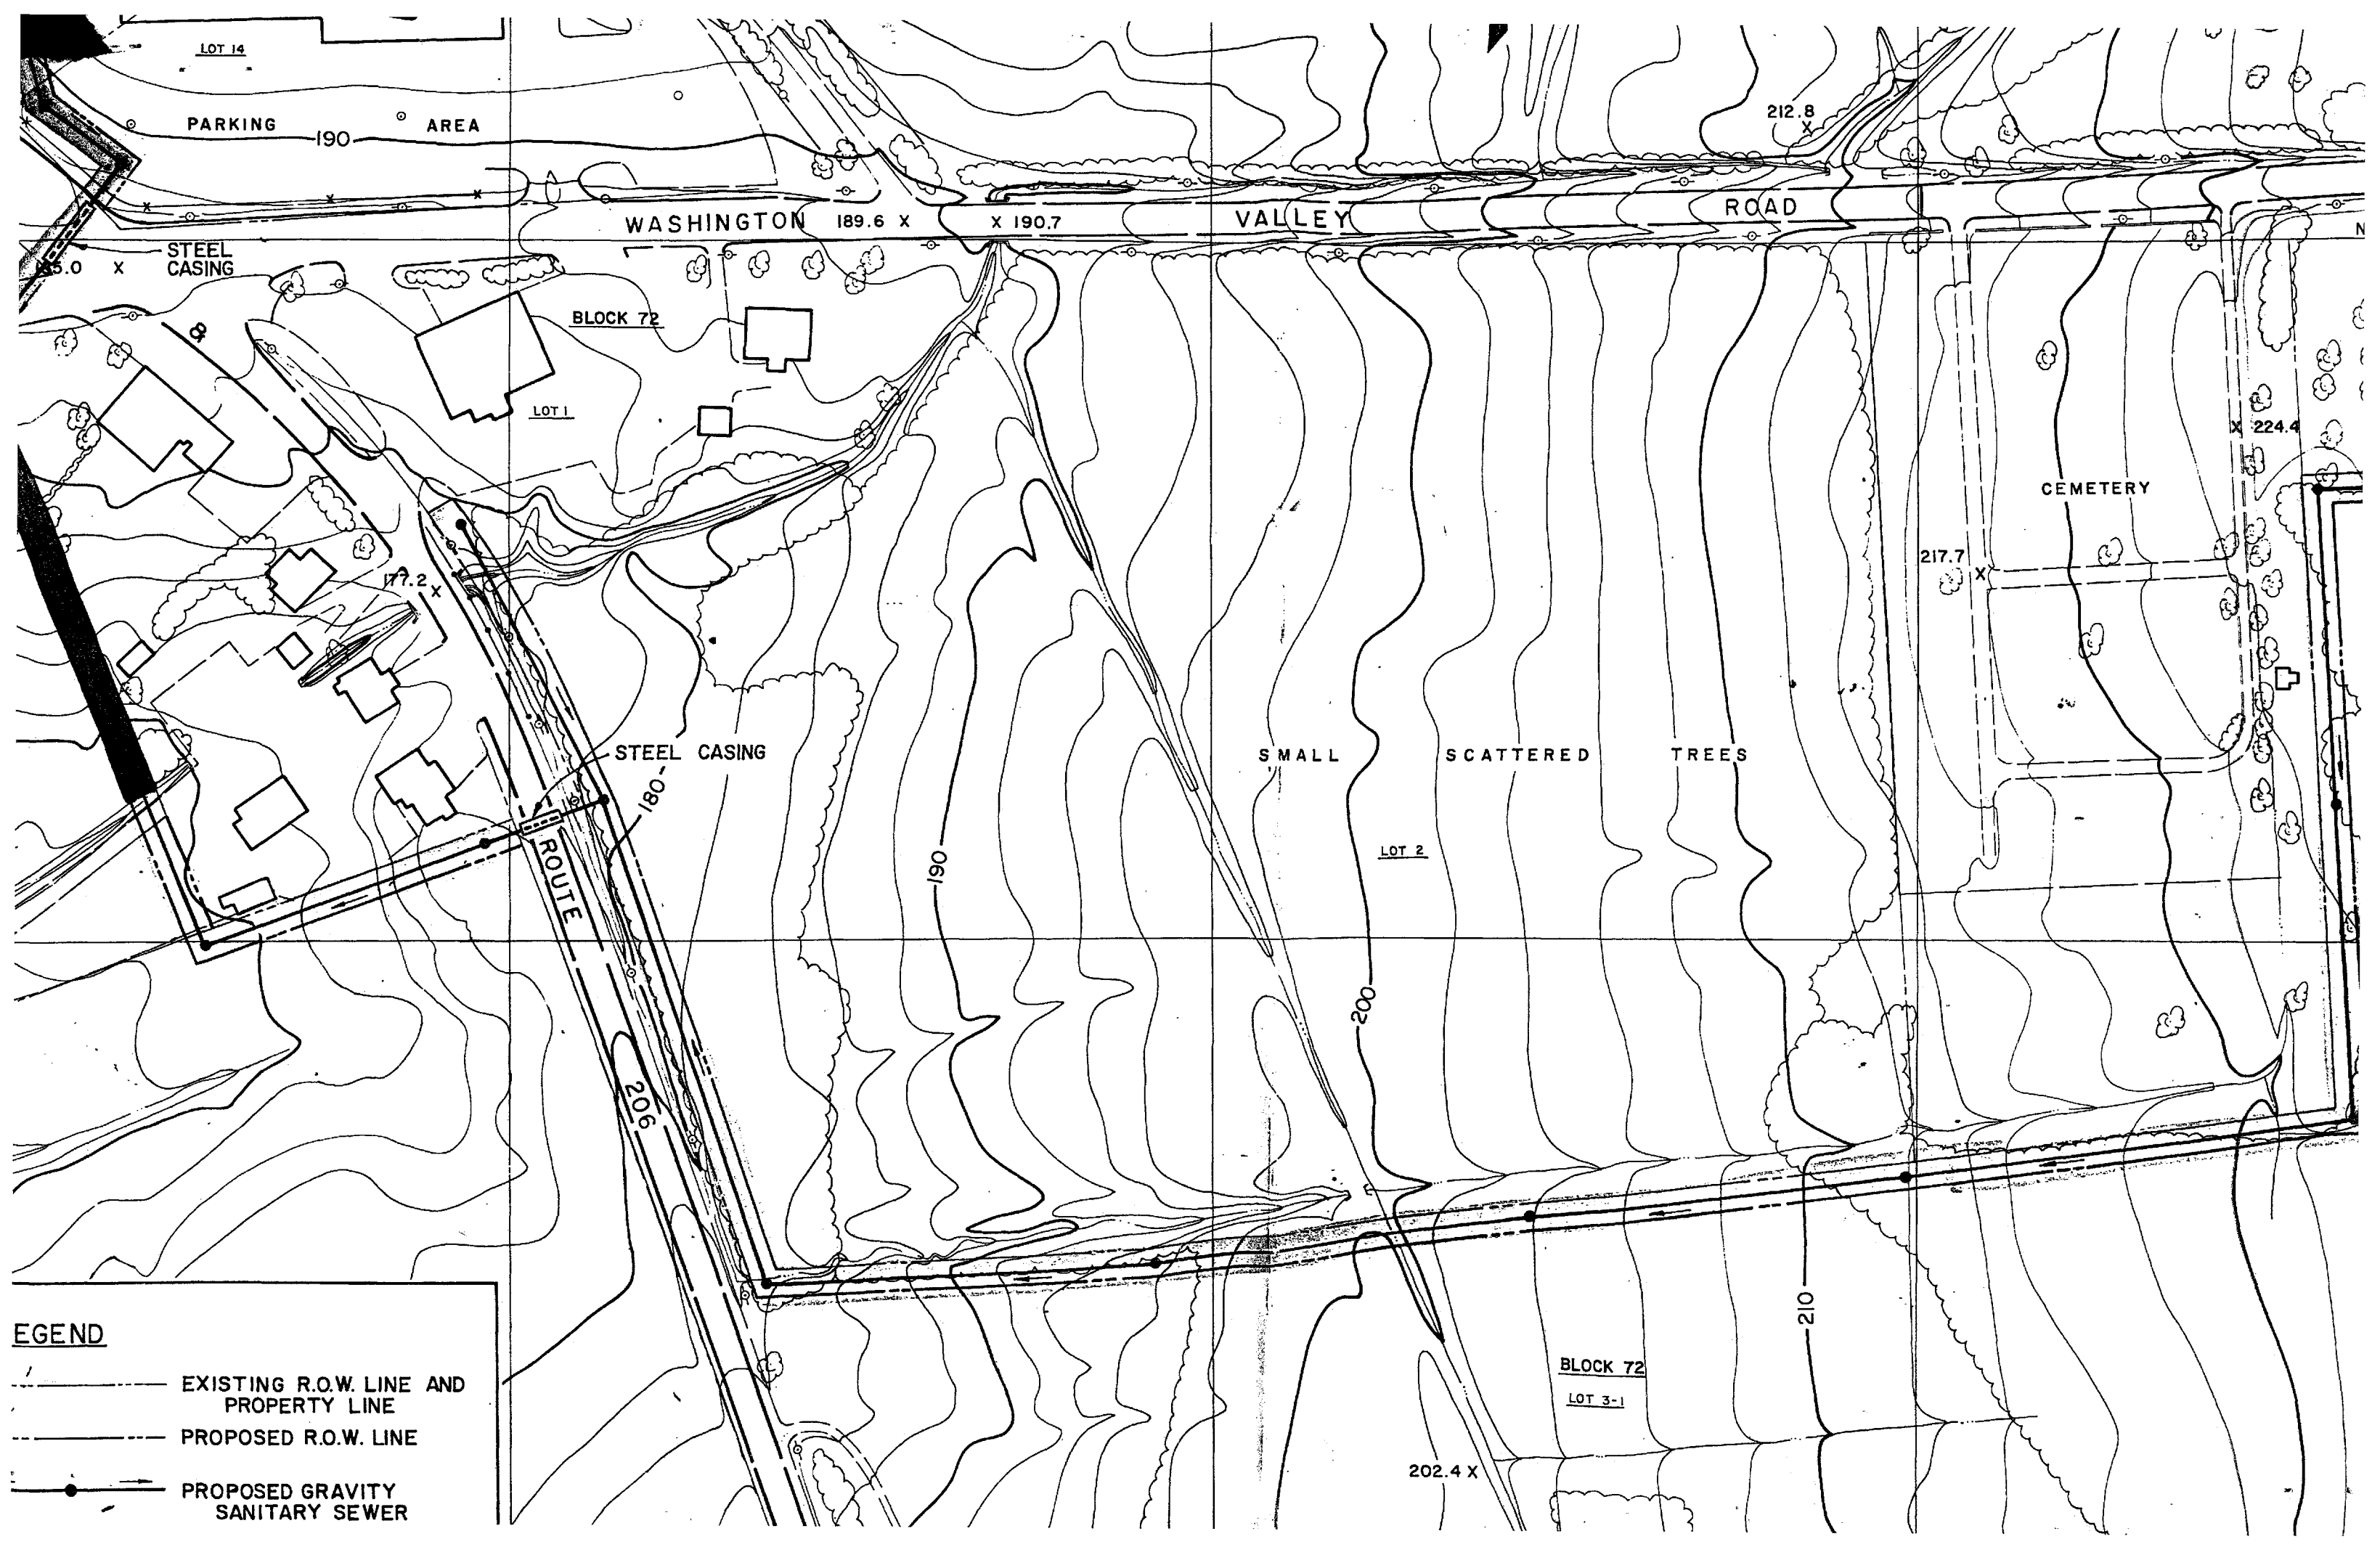 LOT 14
212.8 X
PARKING AREA
190
WASHINGTON 189.6 X X 190.7 VALLEY ROAD
STEEL
CASING
5.0 X
&
BLOCK 72
LOT 1
X 224.4
CEMETERY
217.7 X
177.2 X
STEEL CASING
SMALL SCATTERED TREES
180
LOT 2
190
ROUTE
200
206
210
EGEND
EXISTING R.O.W. LINE AND
PROPERTY LINE
PROPOSED R.O.W. LINE
PROPOSED GRAVITY
SANITARY SEWER
BLOCK 72
LOT 3-1
202.4 X